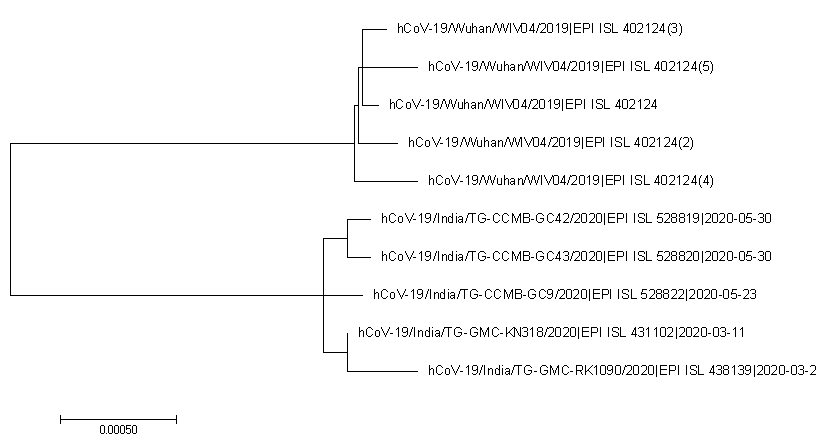 hCoV-19/Wuhan/WIV04/2019|EPI ISL 402124(3)
hCoV-19/Wuhan/WIV04/2019|EPI ISL 402124(5)
hCoV-19/Wuhan/WIV04/2019|EPI ISL 402124
hCoV-19/Wuhan/WIV04/2019|EPI ISL 402124(2)
hCoV-19/Wuhan/WIV04/2019|EPI ISL 402124(4)
hCoV-19/India/TG-CCMB-GC42/2020|EPI ISL 528819|2020-05-30
hCoV-19/India/TG-CCMB-GC43/2020|EPI ISL 528820|2020-05-30
hCoV-19/India/TG-CCMB-GC9/2020|EPI ISL 528822|2020-05-23
hCoV-19/India/TG-GMC-KN318/2020|EPI ISL 431102|2020-03-11
hCoV-19/India/TG-GMC-RK1090/2020|EPI ISL 438139|2020-03-2
0.00050